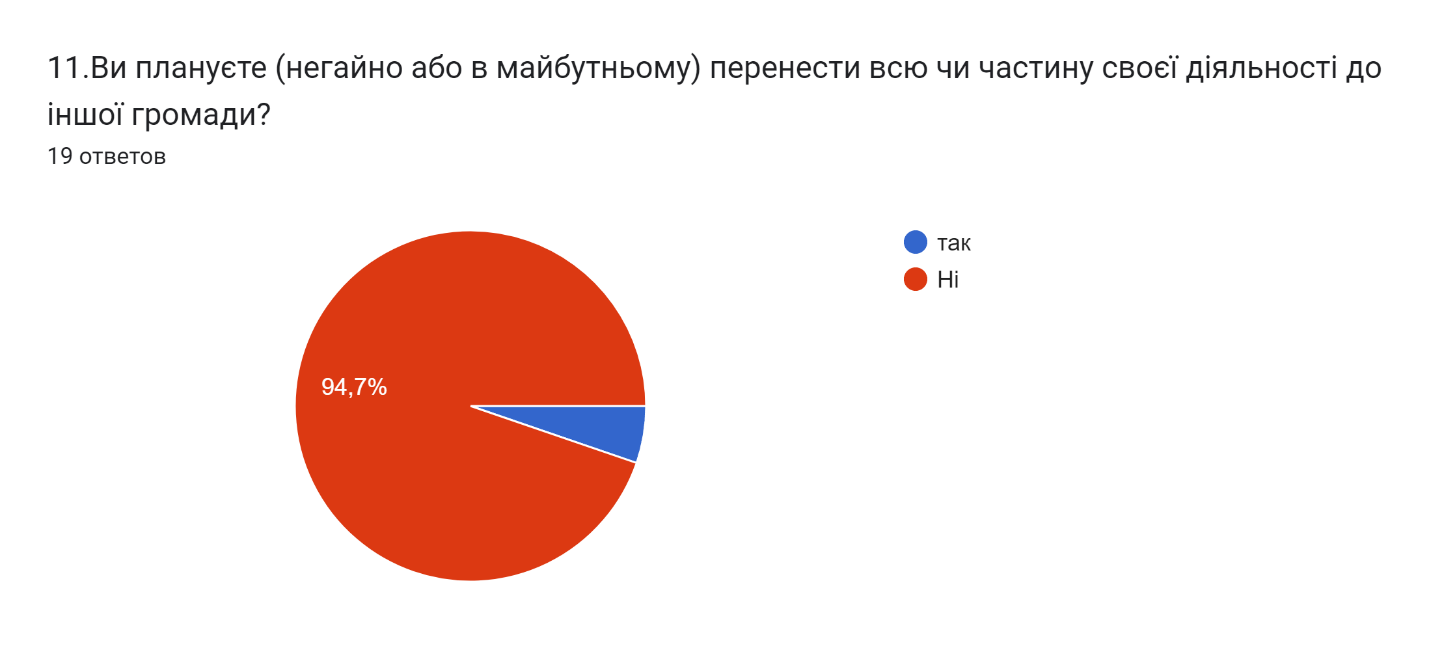 11.Ви плануєте (негайно або в майбутньому) перенести всю чи частину своєї діяльності до
іншої громади?
19 ответов
так
Ні
94,7%